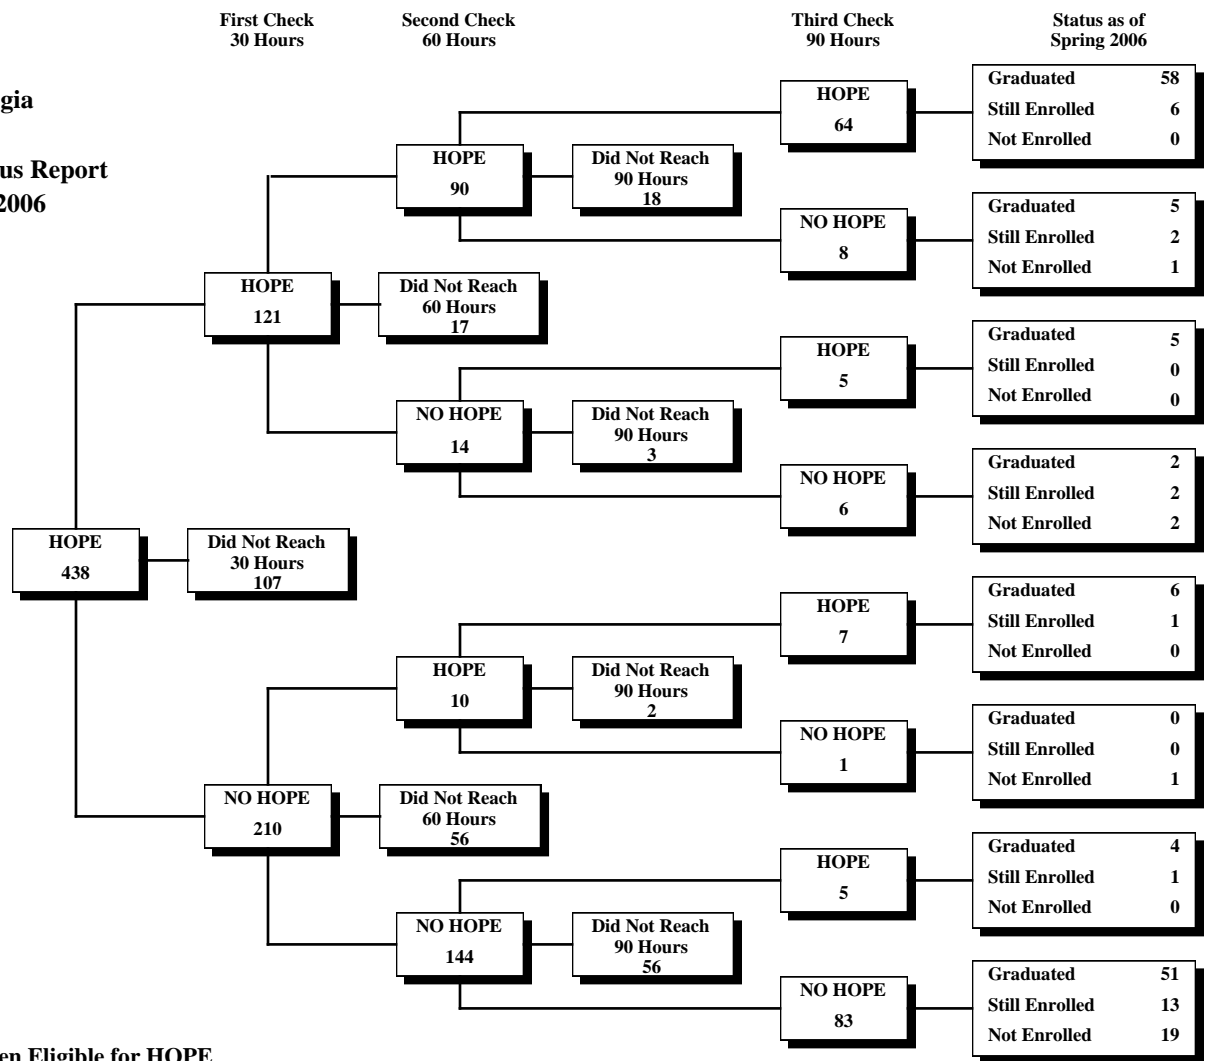 First Check
30 Hours
Second Check
60 Hours
Third Check
90 Hours
Status as of
Spring 2006
gia
us Report
2006
HOPE
438
Did Not Reach
30 Hours
107
HOPE
121
Did Not Reach
60 Hours
17
HOPE
90
Did Not Reach
90 Hours
18
HOPE
64
Graduated 58
Still Enrolled 6
Not Enrolled 0
NO HOPE
8
Graduated 5
Still Enrolled 2
Not Enrolled 1
NO HOPE
14
Did Not Reach
90 Hours
3
HOPE
5
Graduated 5
Still Enrolled 0
Not Enrolled 0
NO HOPE
6
Graduated 2
Still Enrolled 2
Not Enrolled 2
NO HOPE
210
Did Not Reach
60 Hours
56
HOPE
10
Did Not Reach
90 Hours
2
HOPE
7
Graduated 6
Still Enrolled 1
Not Enrolled 0
NO HOPE
1
Graduated 0
Still Enrolled 0
Not Enrolled 1
NO HOPE
144
Did Not Reach
90 Hours
56
HOPE
5
Graduated 4
Still Enrolled 1
Not Enrolled 0
NO HOPE
83
Graduated 51
Still Enrolled 13
Not Enrolled 19
en Eligible for HOPE